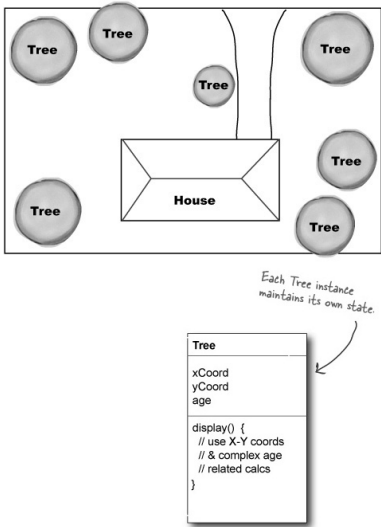 Tree
Tree
Tree
Tree
Tree
House
Tree
Tree
Each Tree instance
maintains its own state.
Tree
xCoord
yCoord
age
display() {
// use X-Y coords
// & complex age
// related calcs
}